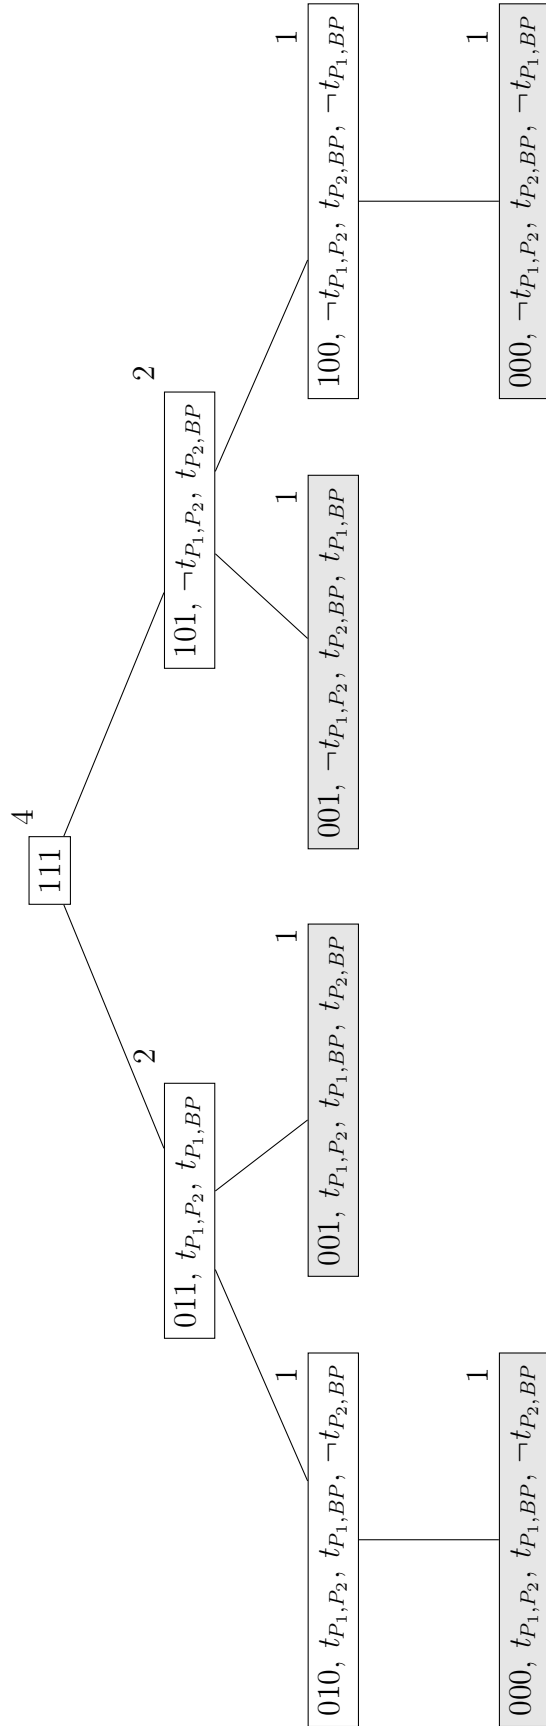 4
111
2
011, t_{P_1,P_2}, t_{P_1,BP}
2
101, ¬t_{P_1,P_2}, t_{P_2,BP}
1
010, t_{P_1,P_2}, t_{P_1,BP}, ¬t_{P_2,BP}
1
001, t_{P_1,P_2}, t_{P_1,BP}, t_{P_2,BP}
1
001, ¬t_{P_1,P_2}, t_{P_2,BP}, t_{P_1,BP}
1
100, ¬t_{P_1,P_2}, t_{P_2,BP}, ¬t_{P_1,BP}
1
000, t_{P_1,P_2}, t_{P_1,BP}, ¬t_{P_2,BP}
1
000, ¬t_{P_1,P_2}, t_{P_2,BP}, ¬t_{P_1,BP}